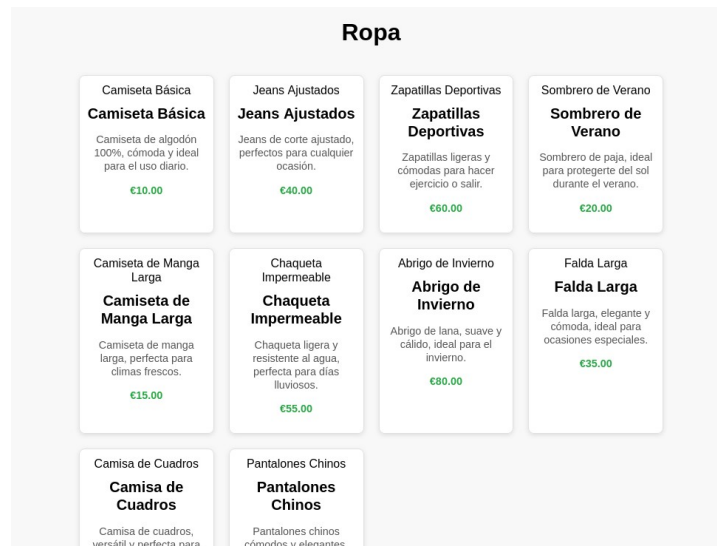 Ropa
Camiseta Básica
Camiseta Básica
Camiseta de algodón
100%, cómoda y ideal
para el uso diario.
€10.00
Jeans Ajustados
Jeans Ajustados
Jeans de corte ajustado,
perfectos para cualquier
ocasión.
€40.00
Zapatillas Deportivas
Zapatillas
Deportivas
Zapatillas ligeras y
cómodas para hacer
ejercicio o salir.
€60.00
Sombrero de Verano
Sombrero de
Verano
Sombrero de paja, ideal
para protegerte del sol
durante el verano.
€20.00
Camiseta de Manga
Larga
Camiseta de
Manga Larga
Camiseta de manga
larga, perfecta para
climas frescos.
€15.00
Chaqueta
Impermeable
Chaqueta
Impermeable
Chaqueta ligera y
resistente al agua,
perfecta para días
lluviosos.
€55.00
Abrigo de Invierno
Abrigo de
Invierno
Abrigo de lana, suave y
cálido, ideal para el
invierno.
€80.00
Falda Larga
Falda Larga
Falda larga, elegante y
cómoda, ideal para
ocasiones especiales.
€35.00
Camisa de Cuadros
Camisa de
Cuadros
Camisa de cuadros,
versátil y perfecta para
Pantalones Chinos
Pantalones
Chinos
Pantalones chinos
cómodos y elegantes,